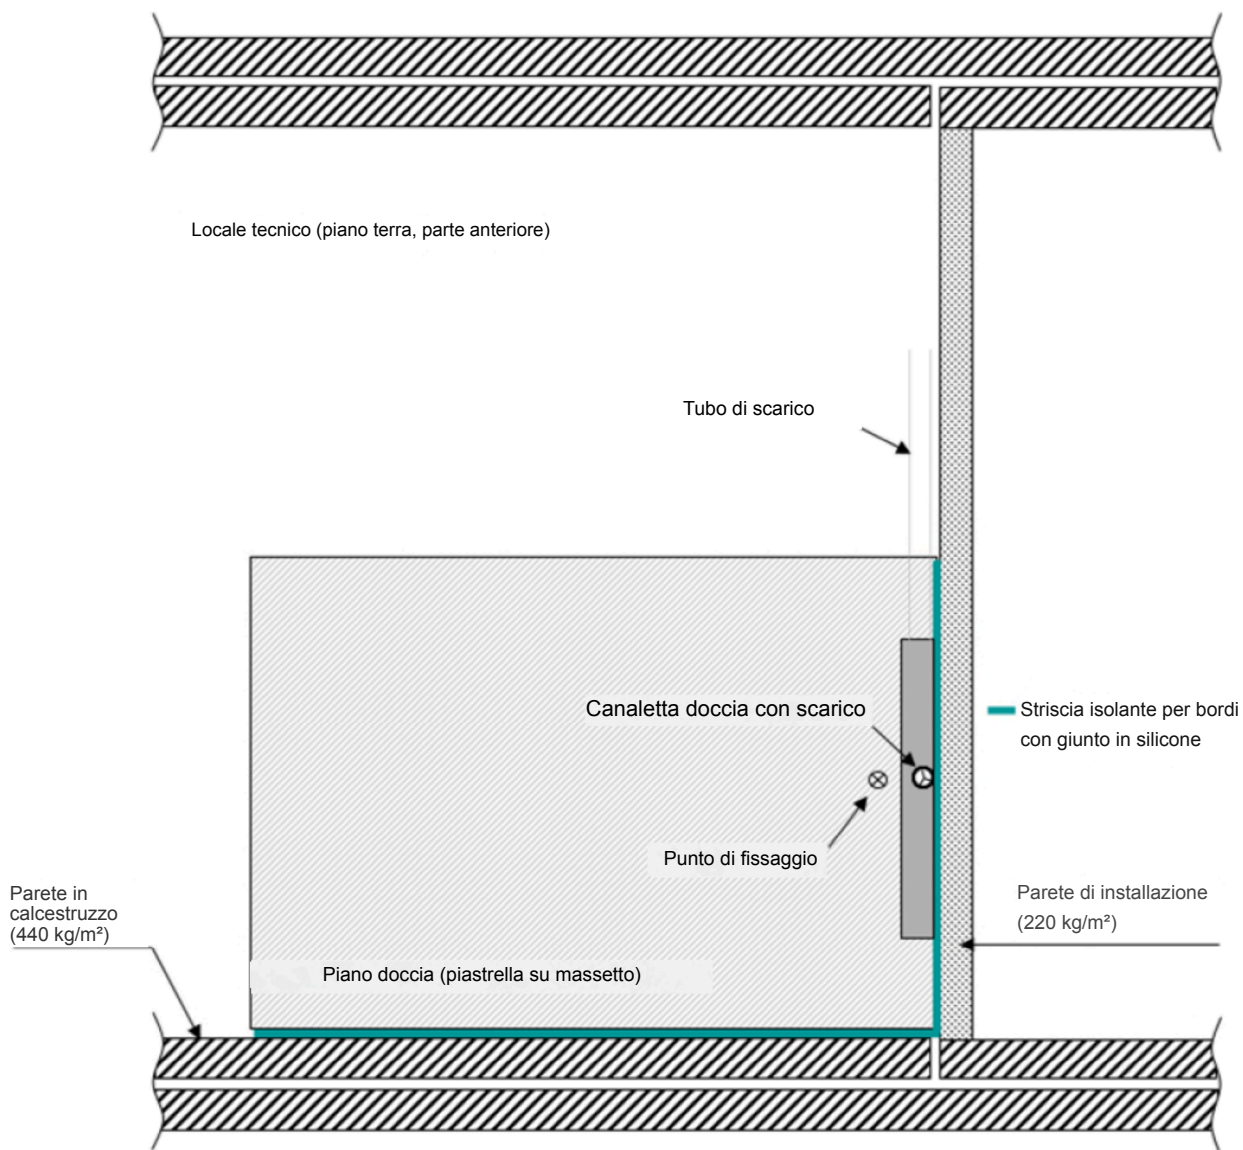 Locale tecnico (piano terra, parte anteriore)
Tubo di scarico
Canaletta doccia con scarico
Striscia isolante per bordi
con giunto in silicone
Punto di fissaggio
Parete in
calcestruzzo
(440 kg/m²)
Parete di installazione
(220 kg/m²)
Piano doccia (piastrella su massetto)